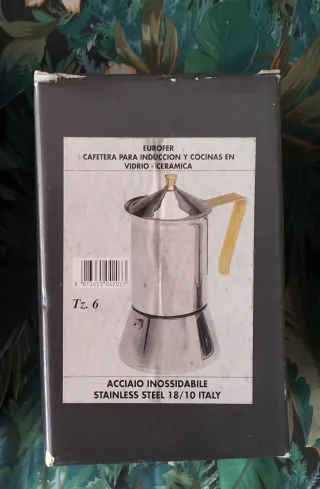 EUROFER
CAFETERA PARA INDUCCION Y COCINAS EN
VIDRIO - CERAMICA
Tz. 6
ACCIAIO INOSSIDABILE
STAINLESS STEEL 18/10 ITALY